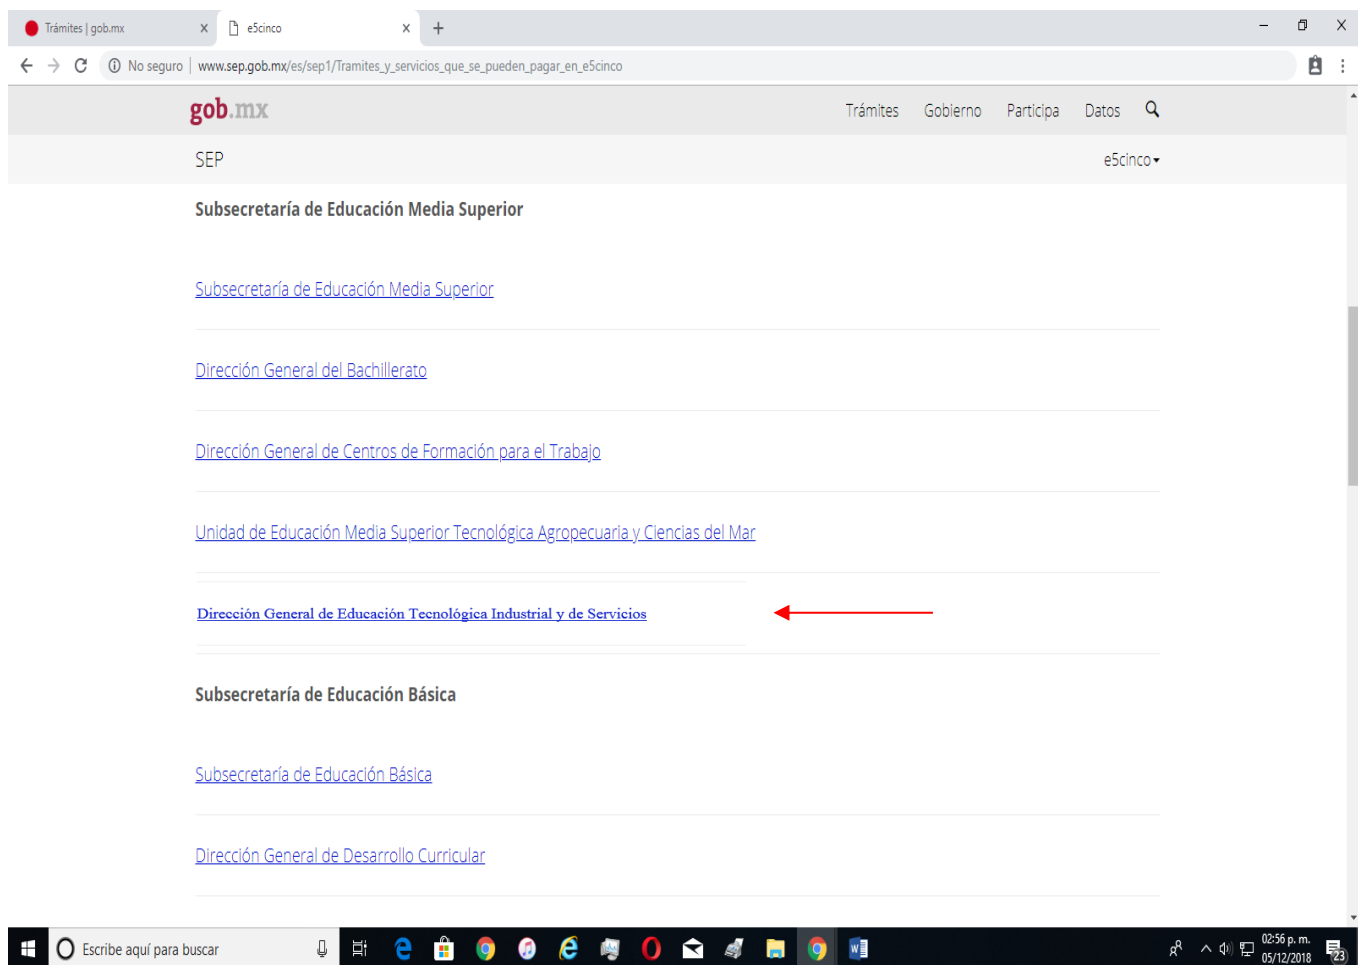 Trámites | gob.mx
e5cinco
No seguro
www.sep.gob.mx/es/sep1/Tramites_y_servicios_que_se_pueden_pagar_en_e5cinco
gob.mx
Trámites Gobierno Participa Datos
SEP
e5cinco
Subsecretaría de Educación Media Superior
Subsecretaría de Educación Media Superior
Dirección General del Bachillerato
Dirección General de Centros de Formación para el Trabajo
Unidad de Educación Media Superior Tecnológica Agropecuaria y Ciencias del Mar
Dirección General de Educación Tecnológica Industrial y de Servicios
Subsecretaría de Educación Básica
Subsecretaría de Educación Básica
Dirección General de Desarrollo Curricular
Escribe aquí para buscar
02:56 p. m.
05/12/2018
23